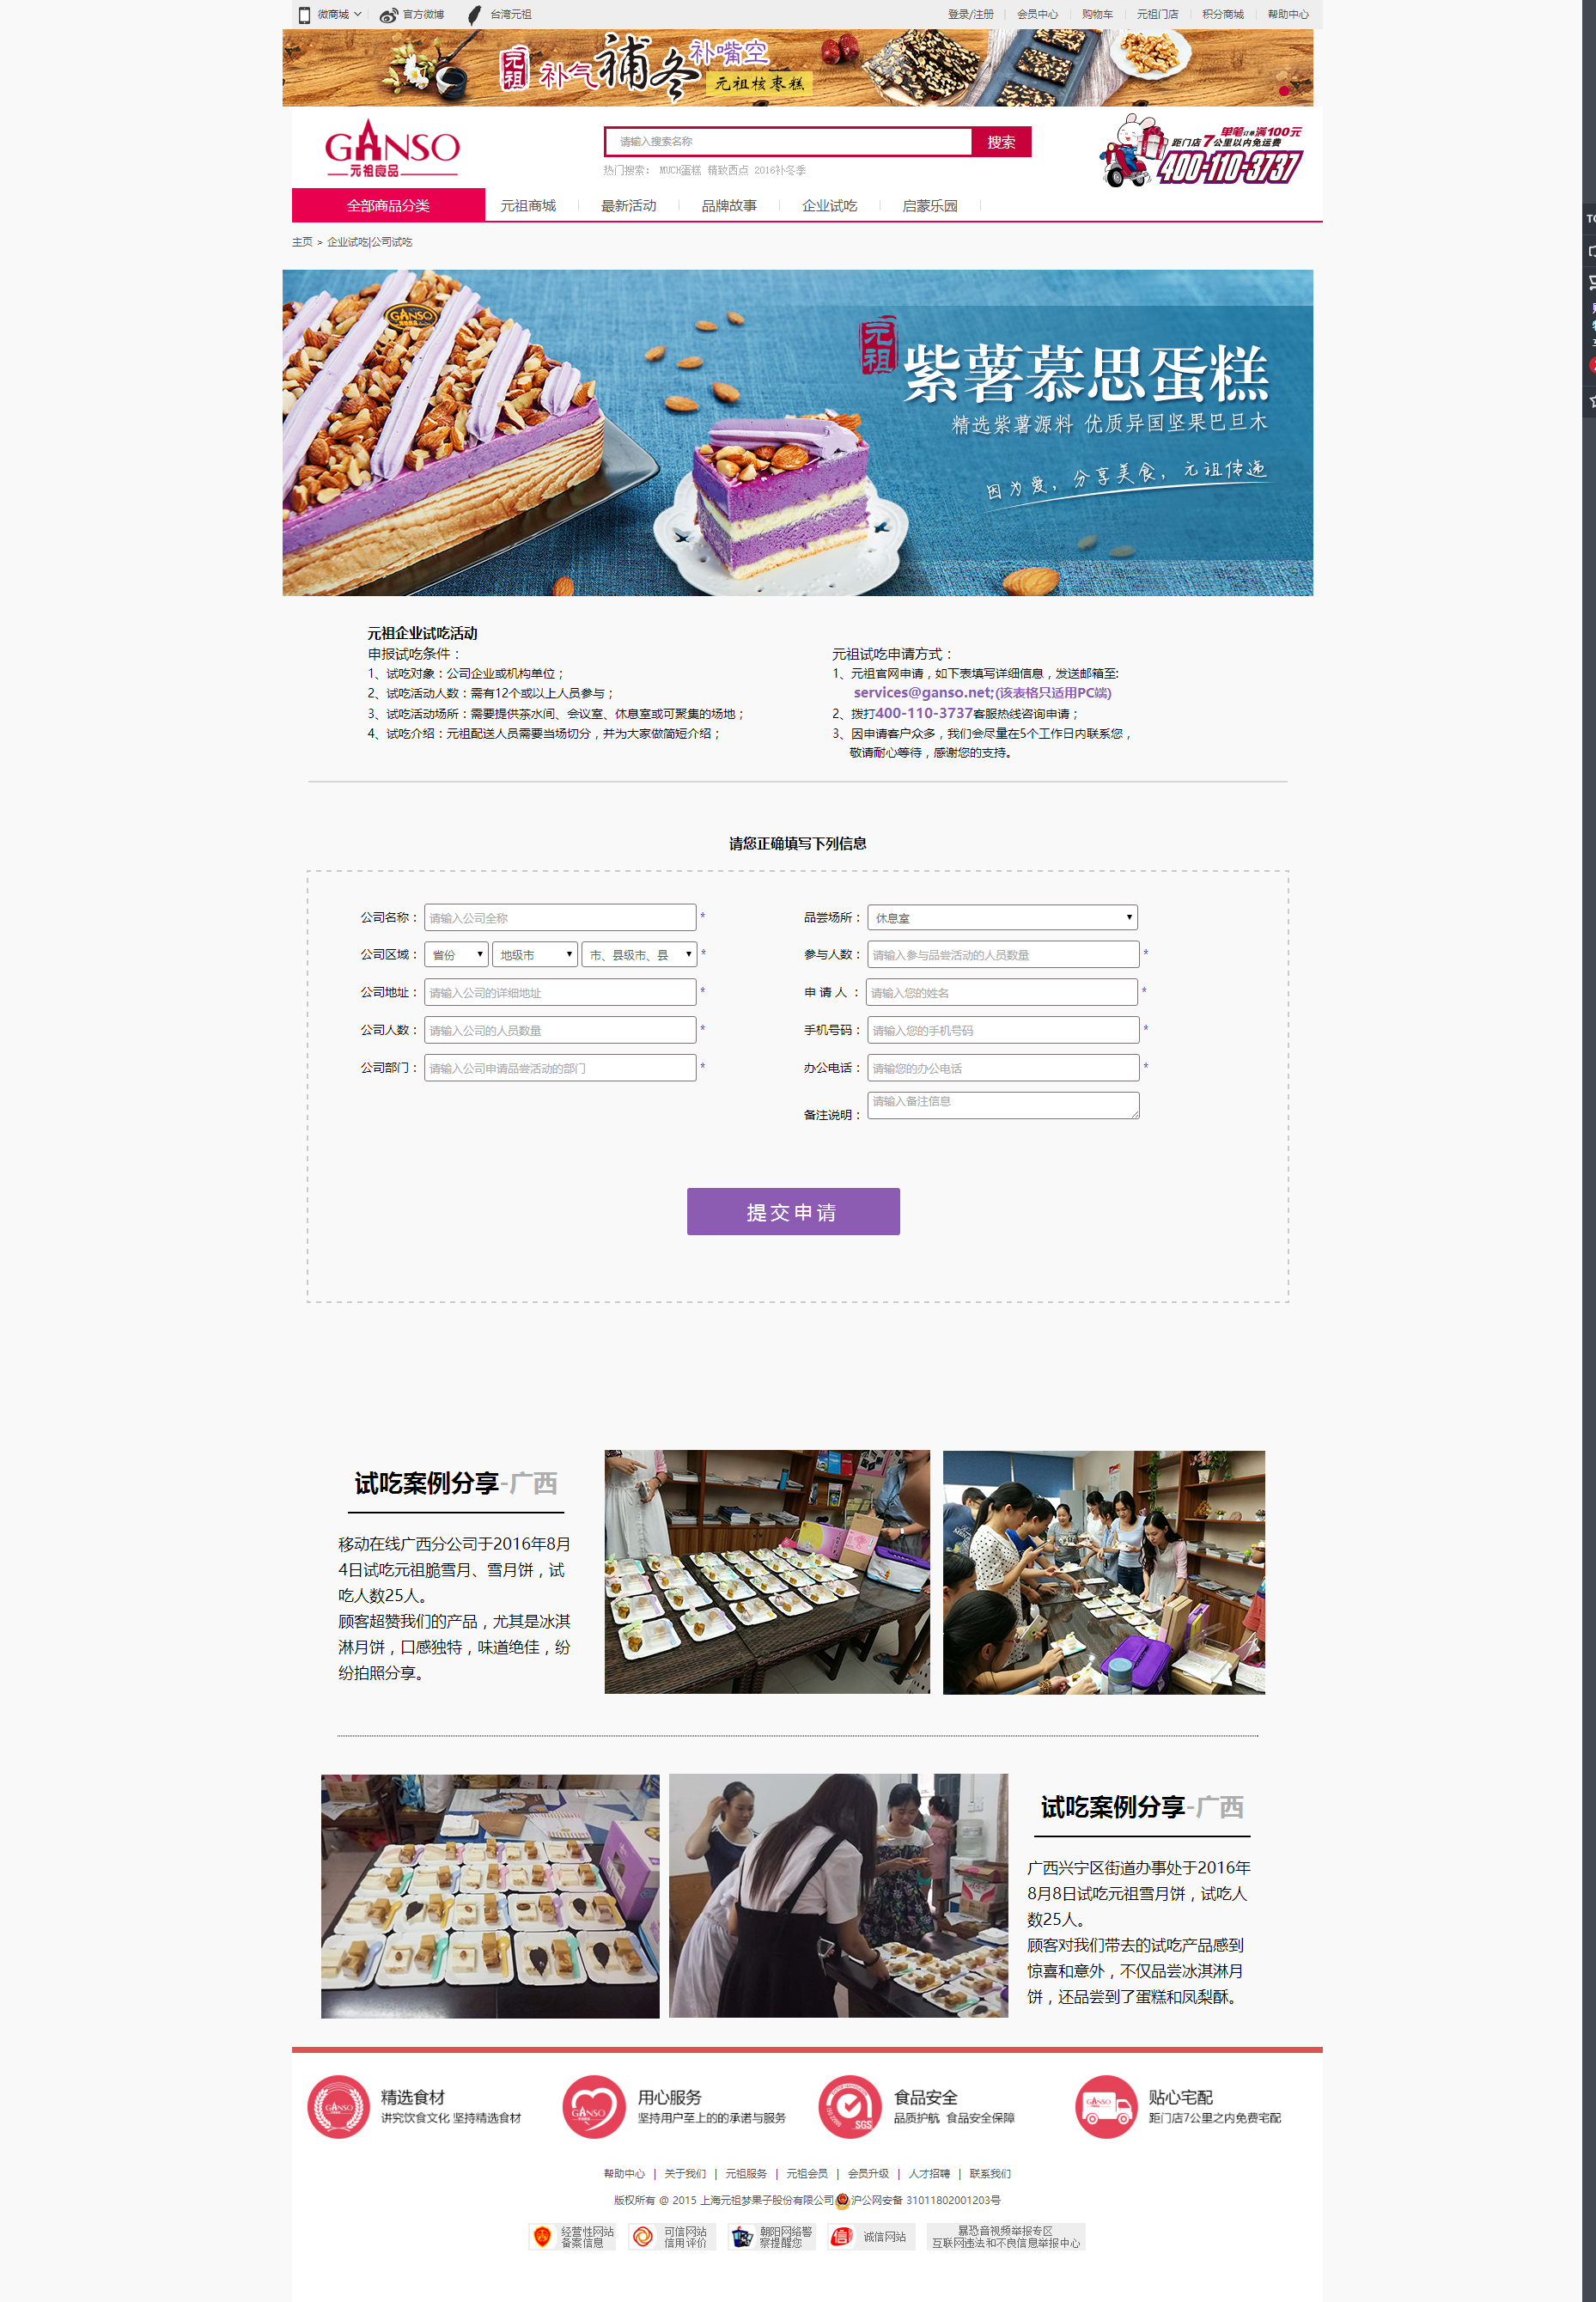 微商城
官方微博
台湾元祖
登录/注册
会员中心
购物车
元祖门店
积分商城
帮助中心
元祖
补气
補冬
补嘴空
元祖核枣糕
GANSO
元祖食品
请输入搜索名称
搜索
热门搜索: MUCH蛋糕 精致西点 2016补冬季
单笔订单满100元
距门店7公里以内免运费
400-110-3737
全部商品分类
元祖商城
最新活动
品牌故事
企业试吃
启蒙乐园
主页 > 企业试吃|公司试吃
GANSO
元祖
紫薯慕思蛋糕
精选紫薯源料 优质异国坚果巴旦木
因为爱，分享美食，元祖传递
元祖企业试吃活动
申报试吃条件：
1、试吃对象：公司企业或机构单位；
2、试吃活动人数：需有12个或以上人员参与；
3、试吃活动场所：需要提供茶水间、会议室、休息室或可聚集的场地；
4、试吃介绍：元祖配送人员需要当场切分，并为大家做简短介绍；
元祖试吃申请方式：
1、元祖官网申请，如下表填写详细信息，发送邮箱至:
services@ganso.net;(该表格只适用PC端)
2、拨打400-110-3737客服热线咨询申请；
3、因申请客户众多，我们会尽量在5个工作日内联系您，
敬请耐心等待，感谢您的支持。
请您正确填写下列信息
公司名称： 请输入公司全称 *
公司区域： 省份 地级市 市、县级市、县 *
公司地址： 请输入公司的详细地址 *
公司人数： 请输入公司的人员数量 *
公司部门： 请输入公司申请品尝活动的部门 *
品尝场所： 休息室
参与人数： 请输入参与品尝活动的人员数量 *
申 请 人 ： 请输入您的姓名 *
手机号码： 请输入您的手机号码 *
办公电话： 请输您的办公电话 *
备注说明： 请输入备注信息
提交申请
试吃案例分享-广西
移动在线广西分公司于2016年8月
4日试吃元祖脆雪月、雪月饼，试
吃人数25人。
顾客超赞我们的产品，尤其是冰淇
淋月饼，口感独特，味道绝佳，纷
纷拍照分享。
试吃案例分享-广西
广西兴宁区街道办事处于2016年
8月8日试吃元祖雪月饼，试吃人
数25人。
顾客对我们带去的试吃产品感到
惊喜和意外，不仅品尝冰淇淋月
饼，还品尝到了蛋糕和凤梨酥。
GANSO
精选食材
讲究饮食文化 坚持精选食材
GANSO
用心服务
坚持用户至上的的承诺与服务
SGS
食品安全
品质护航 食品安全保障
GANSO
贴心宅配
距门店7公里之内免费宅配
帮助中心 | 关于我们 | 元祖服务 | 元祖会员 | 会员升级 | 人才招聘 | 联系我们
版权所有 @ 2015 上海元祖梦果子股份有限公司 沪公网安备 31011802001203号
经营性网站
备案信息
可信网站
信用评价
朝阳网络警
察提醒您
信
诚信网站
暴恐音视频举报专区
互联网违法和不良信息举报中心